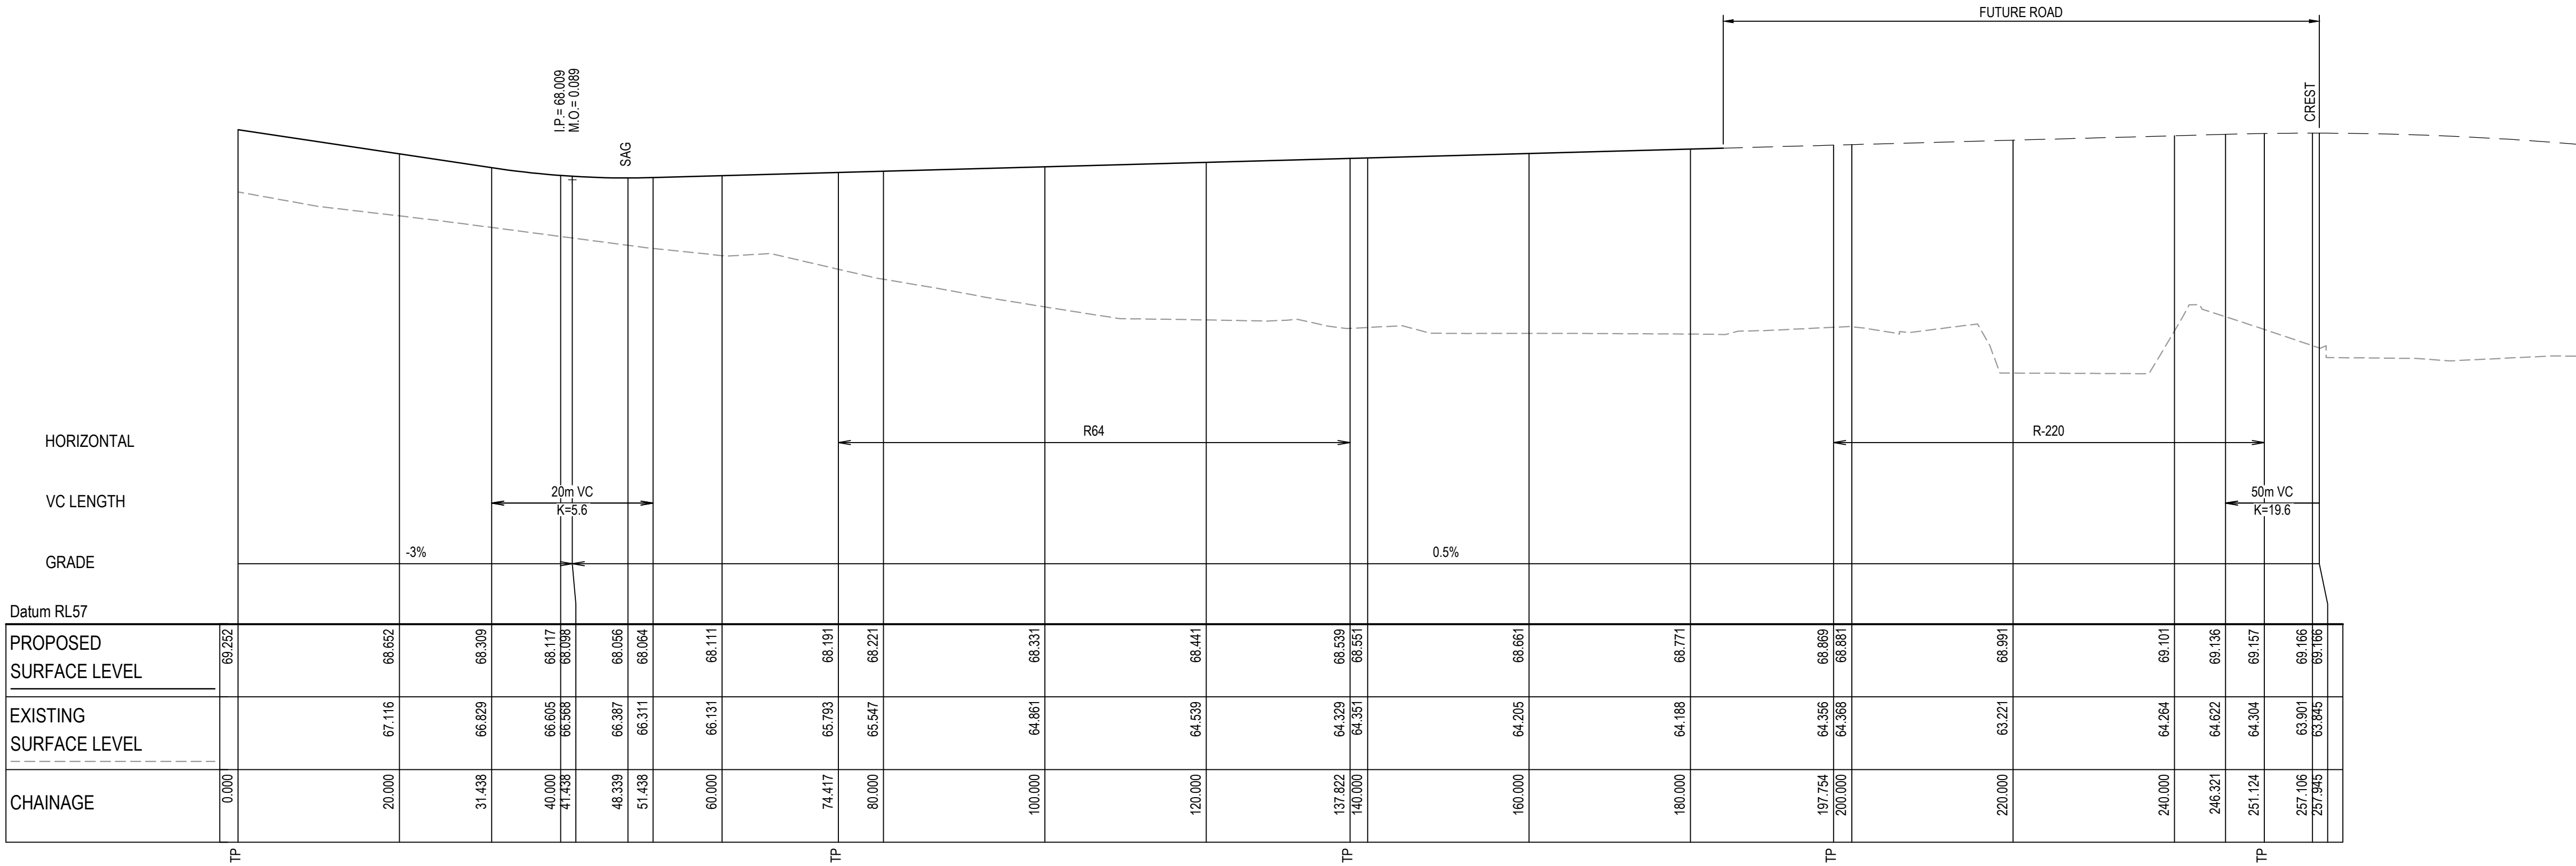 FUTURE ROAD
I.P.= 68.009
M.O.= 0.089
SAG
CREST
HORIZONTAL
R64
R-220
VC LENGTH
20m VC
K=5.6
50m VC
K=19.6
GRADE
-3%
0.5%
Datum RL57
PROPOSED
SURFACE LEVEL
69.252 68.652 68.309 68.117 68.098 68.056 68.064 68.111 68.191 68.221 68.331 68.441 68.539 68.551 68.661 68.771 68.869 68.881 68.991 69.101 69.136 69.157 69.166 69.166
EXISTING
SURFACE LEVEL
67.116 66.829 66.605 66.568 66.387 66.311 66.131 65.793 65.547 64.861 64.539 64.329 64.351 64.205 64.188 64.356 64.368 63.221 64.264 64.622 64.304 63.901 63.845
CHAINAGE
0.000 20.000 31.438 40.000 41.438 48.339 51.438 60.000 74.417 80.000 100.000 120.000 137.822 140.000 160.000 180.000 197.754 200.000 220.000 240.000 246.321 251.124 257.106 257.945
TP TP TP TP TP